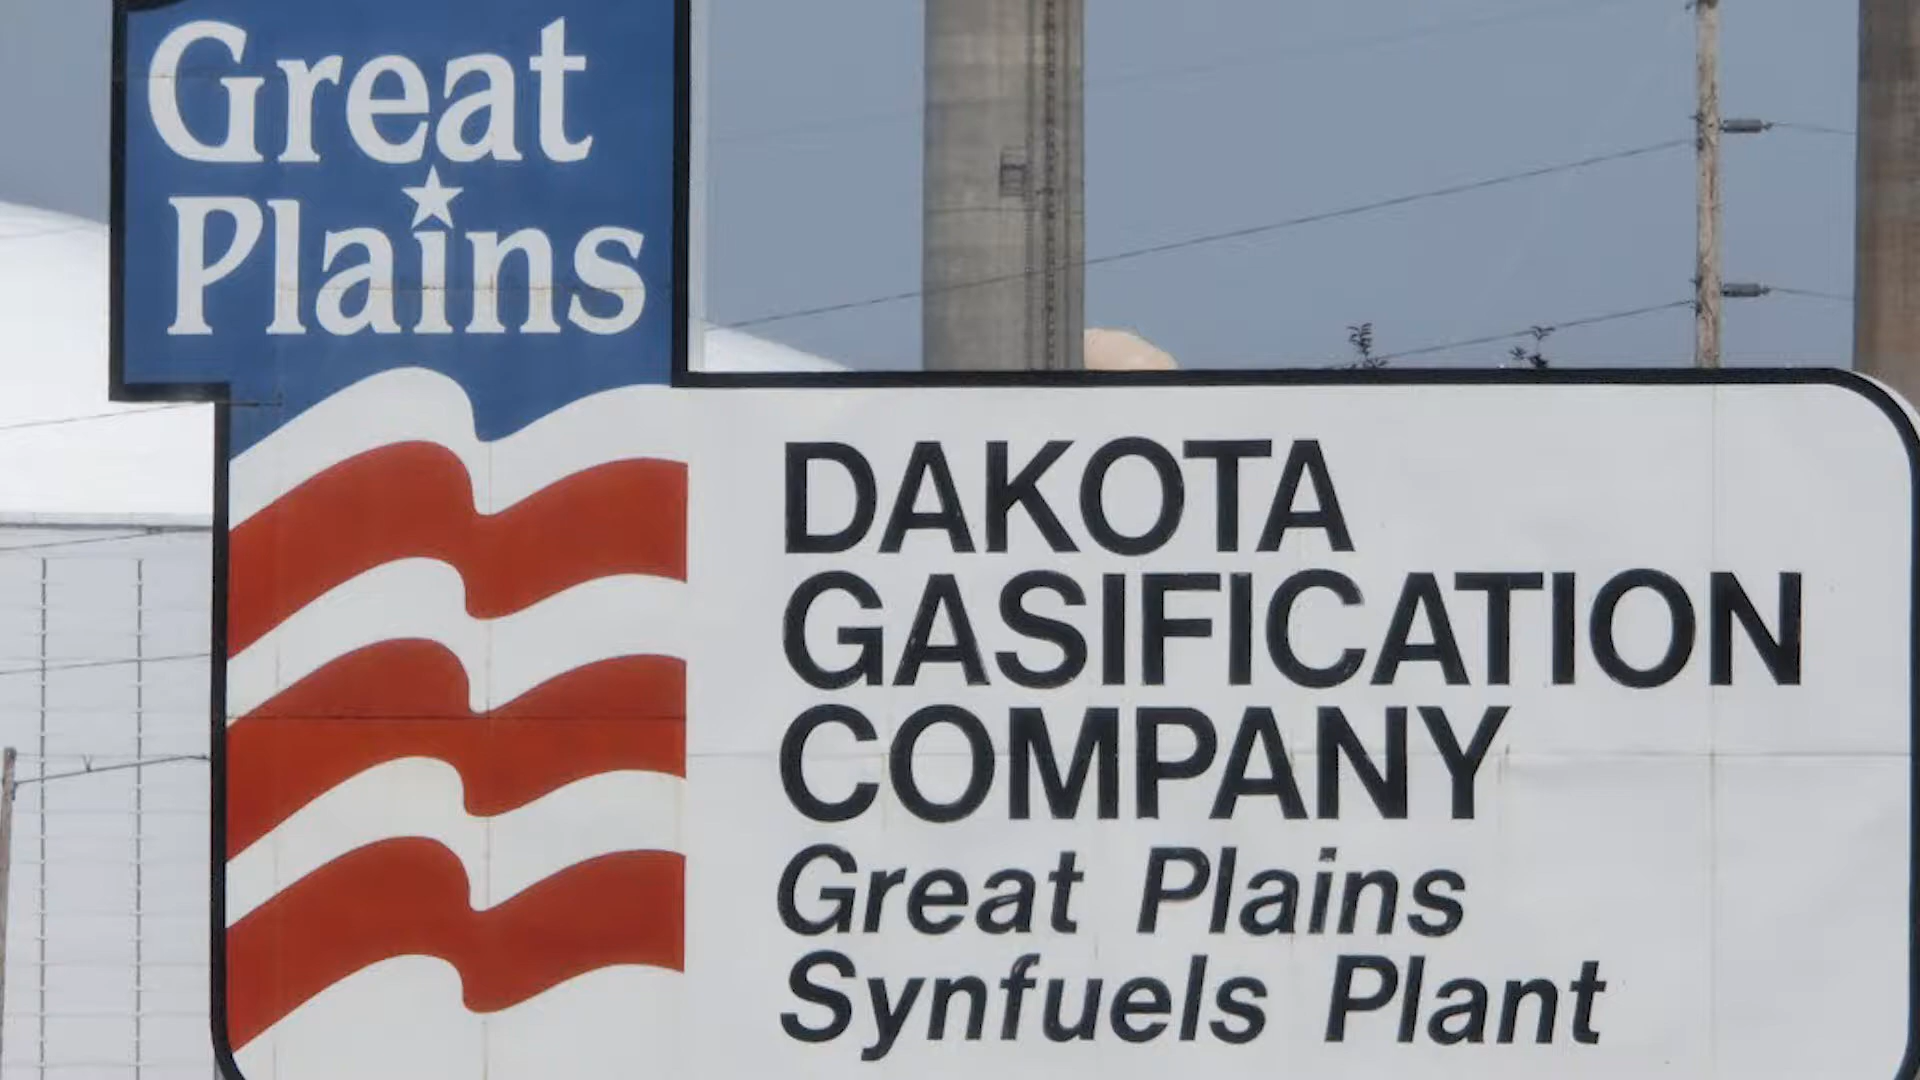 Great
Plains
DAKOTA
GASIFICATION
COMPANY
Great Plains
Synfuels Plant